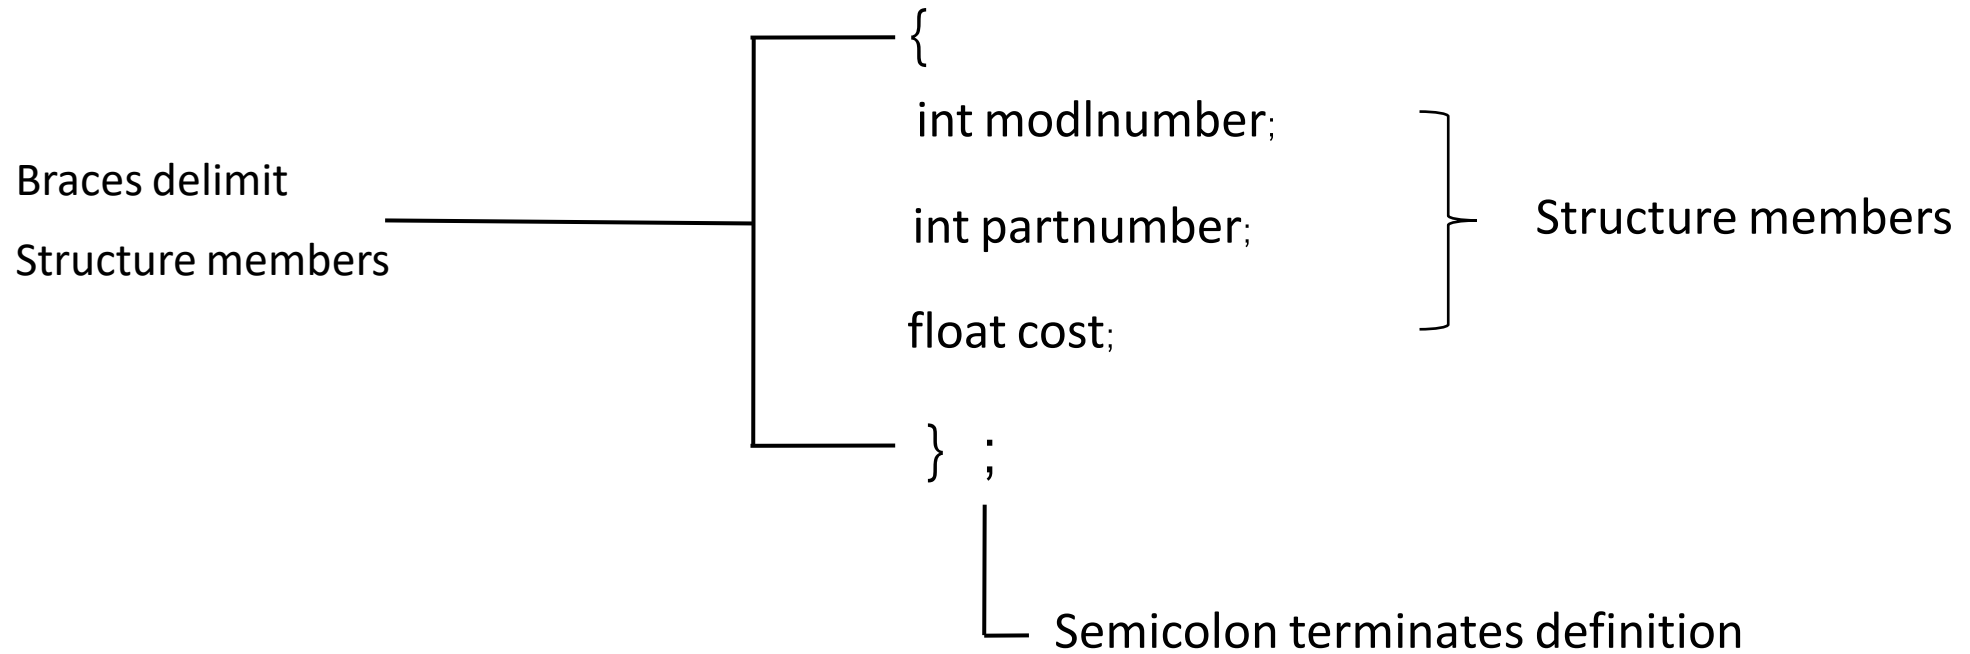 {
int modlnumber;
Braces delimit
Structure members
int partnumber;
Structure members
float cost;
} ;
Semicolon terminates definition